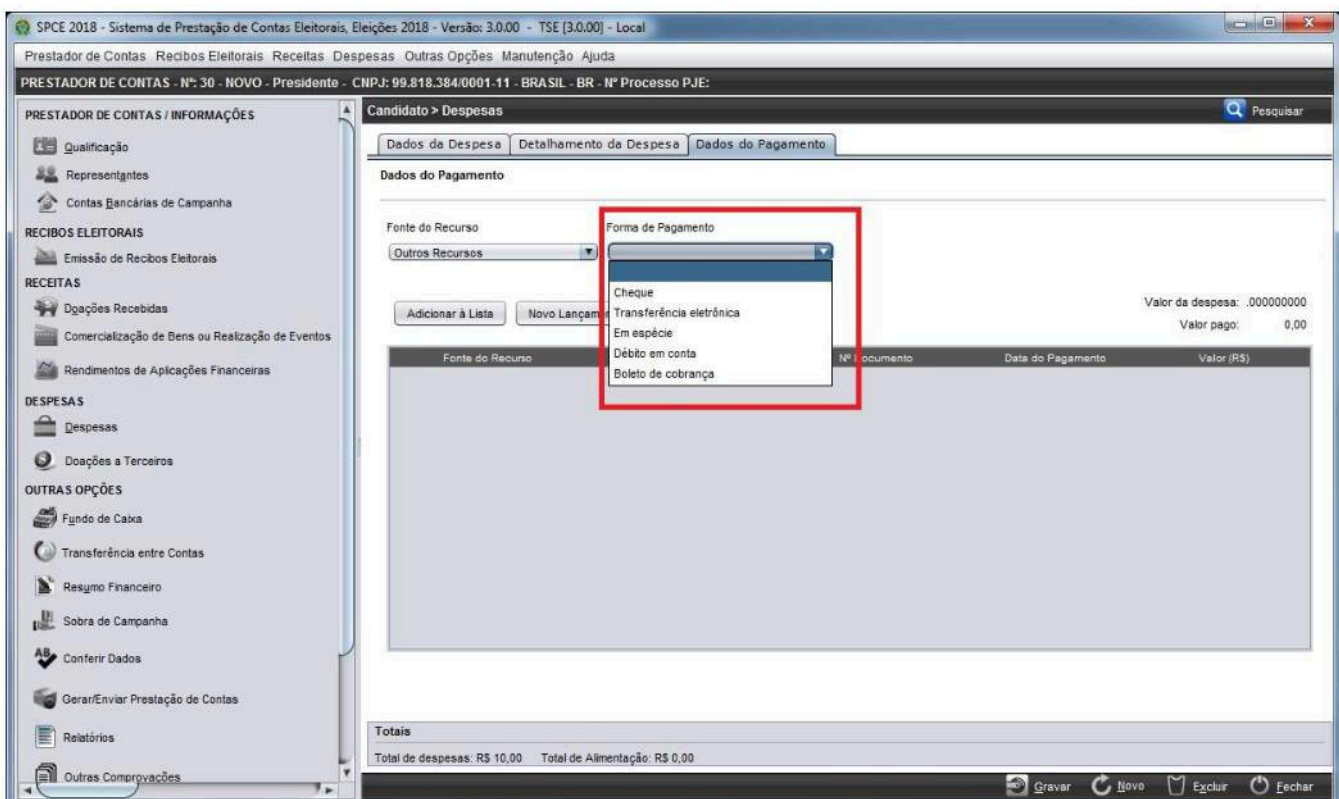 SPCE 2018 - Sistema de Prestação de Contas Eleitorais, Eleições 2018 - Versão: 3.0.00 - TSE [3.0.00] - Local
Prestador de Contas Recibos Eleitorais Receitas Despesas Outras Opções Manutenção Ajuda
PRESTADOR DE CONTAS - Nº: 30 - NOVO - Presidente - CNPJ: 99.818.384/0001-11 - BRASIL - BR - Nº Processo PJE:
PRESTADOR DE CONTAS / INFORMAÇÕES
Qualificação
Representantes
Contas Bancárias de Campanha
RECIBOS ELEITORAIS
Emissão de Recibos Eleitorais
RECEITAS
Doações Recebidas
Comercialização de Bens ou Realização de Eventos
Rendimentos de Aplicações Financeiras
DESPESAS
Despesas
Doações a Terceiros
OUTRAS OPÇÕES
Fundo de Caixa
Transferência entre Contas
Resumo Financeiro
Sobra de Campanha
Conferir Dados
Gerar/Enviar Prestação de Contas
Relatórios
Outras Comprovações
Candidato > Despesas
Pesquisar
Dados da Despesa Detalhamento da Despesa Dados do Pagamento
Dados do Pagamento
Fonte do Recurso Forma de Pagamento
Outros Recursos
Cheque
Transferência eletrônica
Em espécie
Débito em conta
Boleto de cobrança
Adicionar à Lista Novo Lançam
Valor da despesa: .000000000
Valor pago: 0,00
Fonte do Recurso Nº Documento Data do Pagamento Valor (R$)
Totais
Total de despesas: R$ 10,00 Total de Alimentação: R$ 0,00
Gravar Novo Excluir Fechar